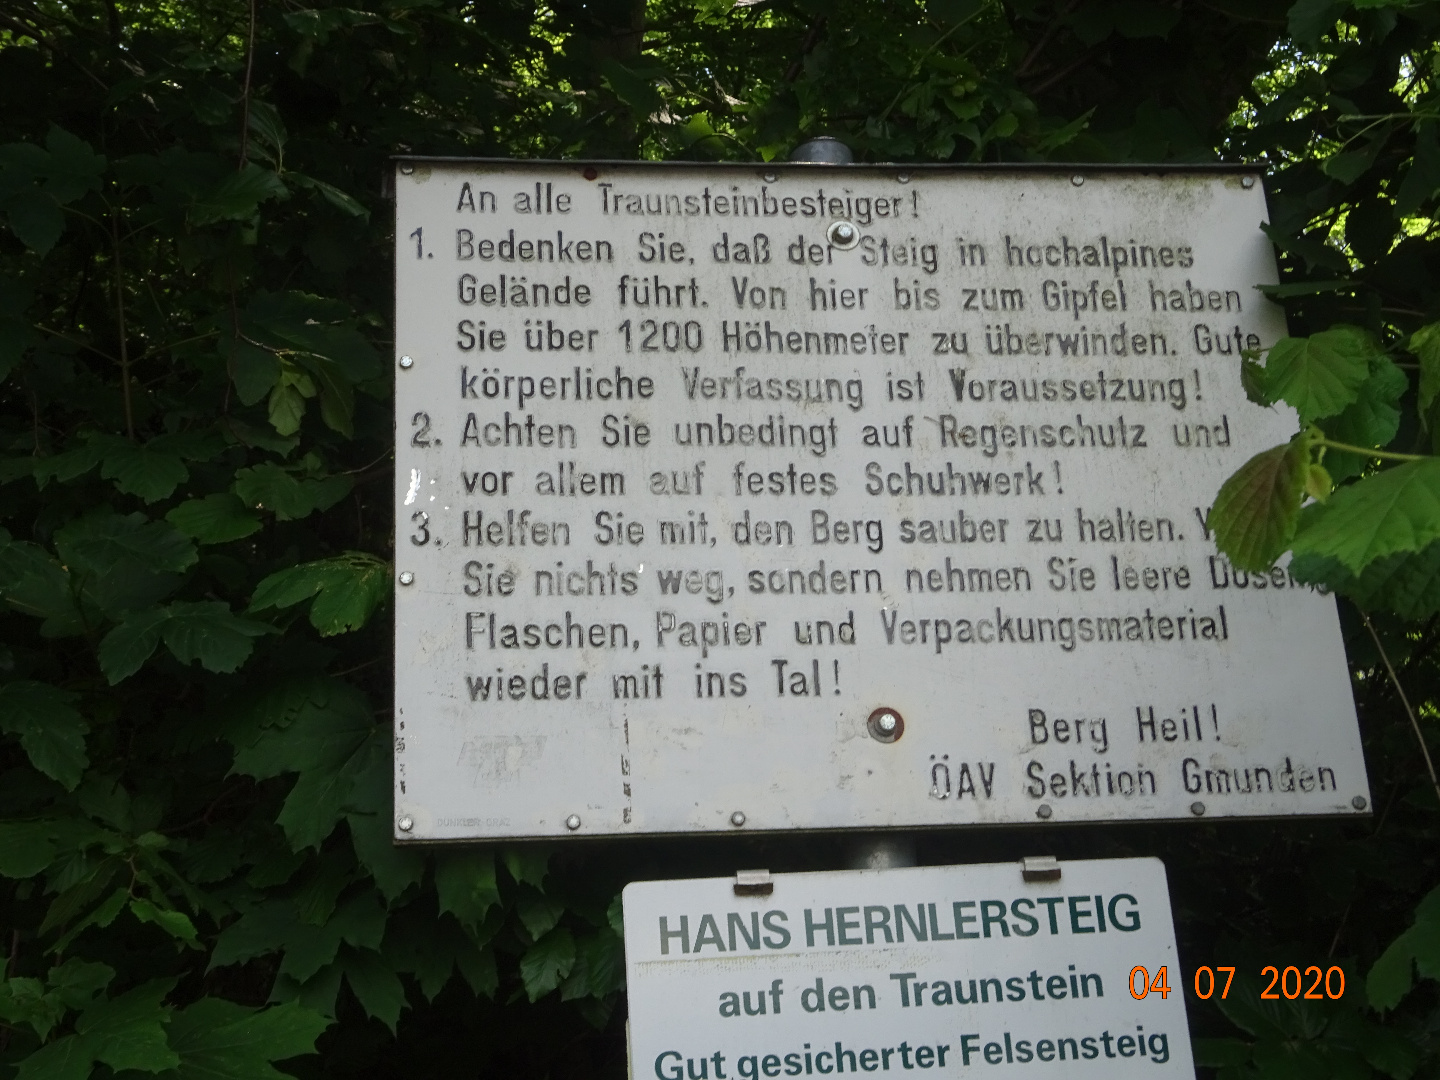 An alle Traunsteinbesteiger!
1. Bedenken Sie, daß der Steig in hochalpines
Gelände führt. Von hier bis zum Gipfel haben
Sie über 1200 Höhenmeter zu überwinden. Gute
körperliche Verfassung ist Voraussetzung!
2. Achten Sie unbedingt auf Regenschutz und
vor allem auf festes Schuhwerk!
3. Helfen Sie mit, den Berg sauber zu halten.
Sie nichts weg, sondern nehmen Sie leere Dosen
Flaschen, Papier und Verpackungsmaterial
wieder mit ins Tal!
Berg Heil!
ÖAV Sektion Gmunden
HANS HERNLERSTEIG
auf den Traunstein
Gut gesicherter Felsensteig
04 07 2020